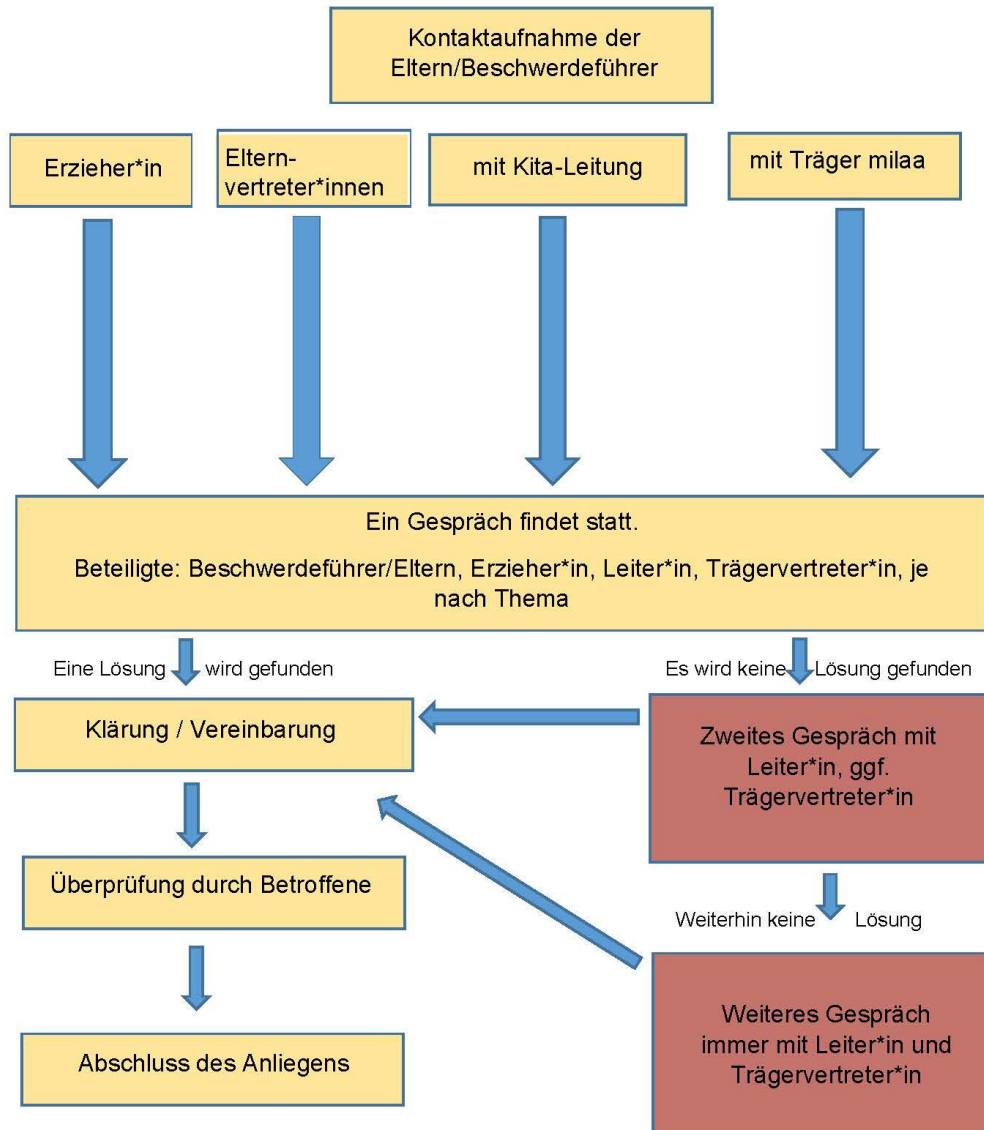 Kontaktaufnahme der
Eltern/Beschwerdeführer
Erzieher*in
Eltern-
vertreter*innen
mit Kita-Leitung
mit Träger milaa
Ein Gespräch findet statt.
Beteiligte: Beschwerdeführer/Eltern, Erzieher*in, Leiter*in, Trägervertreter*in, je
nach Thema
Eine Lösung wird gefunden
Es wird keine Lösung gefunden
Klärung / Vereinbarung
Zweites Gespräch mit
Leiter*in, ggf.
Trägervertreter*in
Überprüfung durch Betroffene
Weiterhin keine Lösung
Weiteres Gespräch
immer mit Leiter*in und
Trägervertreter*in
Abschluss des Anliegens